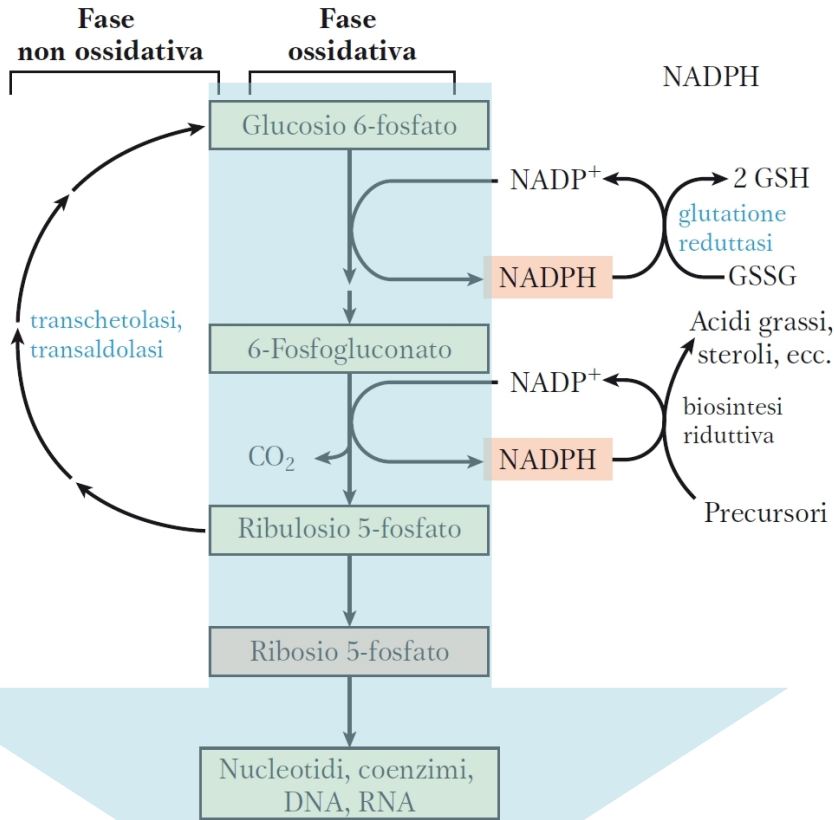 Fase
non ossidativa
Fase
ossidativa
NADPH
Glucosio 6-fosfato
NADP⁺
2 GSH
glutatione
reduttasi
NADPH
GSSG
transchetolasi,
transaldolasi
6-Fosfogluconato
Acidi grassi,
steroli, ecc.
NADP⁺
biosintesi
riduttiva
CO₂
NADPH
Precursori
Ribulosio 5-fosfato
Ribosio 5-fosfato
Nucleotidi, coenzimi,
DNA, RNA